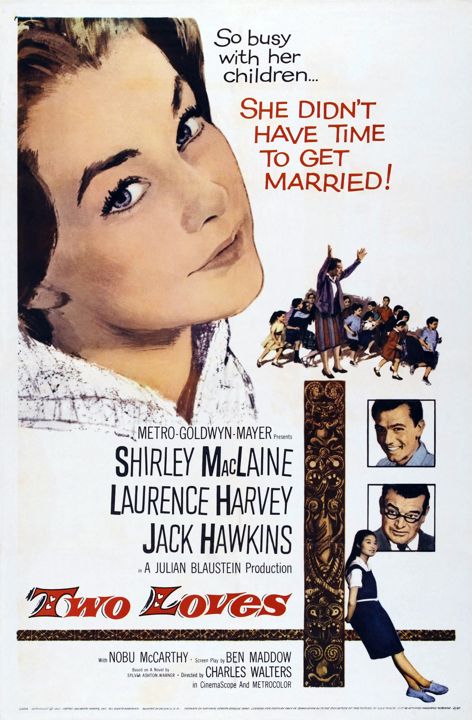 So busy
with her
children...
SHE DIDN'T
HAVE TIME
TO GET
MARRIED!
METRO-GOLDWYN-MAYER Presents
SHIRLEY MACLAINE
LAURENCE HARVEY
JACK HAWKINS
in A JULIAN BLAUSTEIN Production
Two Loves
With NOBU McCARTHY • Screen Play by BEN MADDOW
Based On A Novel by
SYLVIA ASHTON-WARNER • Directed by CHARLES WALTERS
in CinemaScope And METROCOLOR